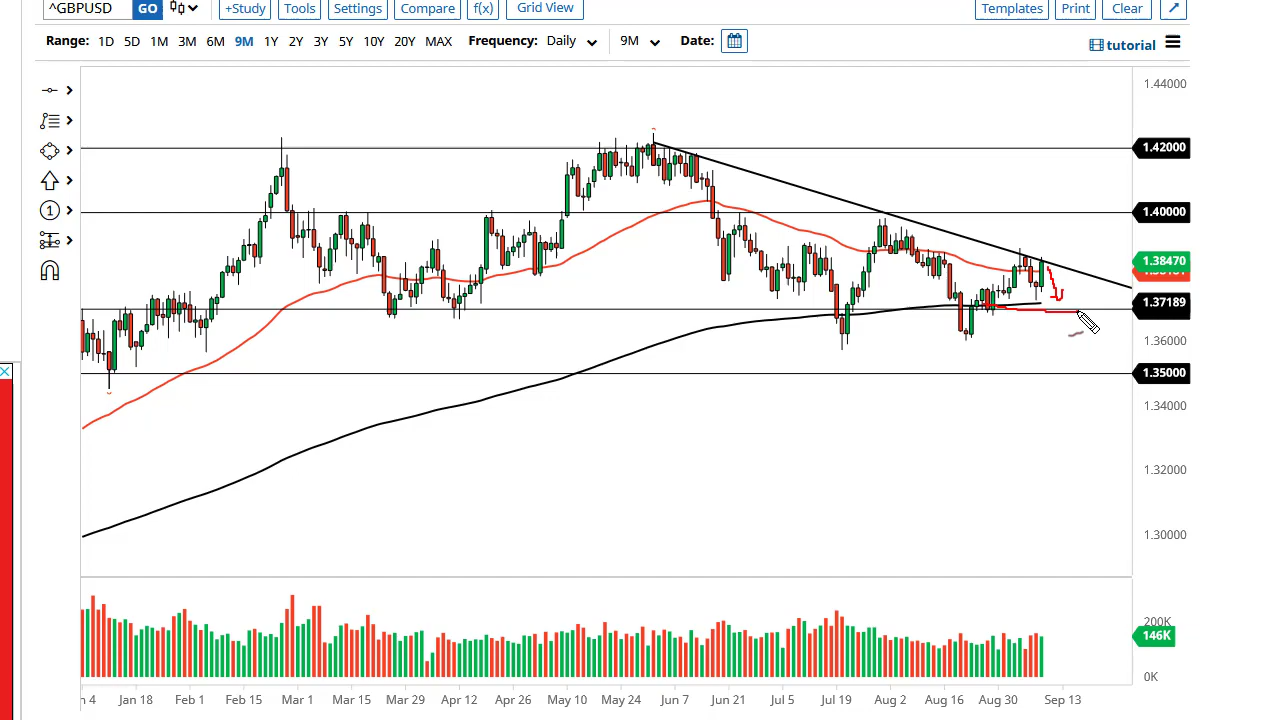 ^GBPUSD GO +Study Tools Settings Compare f(x) Grid View Templates Print Clear
Range: 1D 5D 1M 3M 6M 9M 1Y 2Y 3Y 5Y 10Y 20Y MAX Frequency: Daily 9M Date: tutorial
1
1.44000
1.42000
1.40000
1.38470
1.37189
1.36000
1.35000
1.34000
1.32000
1.30000
200K
146K
0K
n 4 Jan 18 Feb 1 Feb 15 Mar 1 Mar 15 Mar 29 Apr 12 Apr 26 May 10 May 24 Jun 7 Jun 21 Jul 5 Jul 19 Aug 2 Aug 16 Aug 30 Sep 13